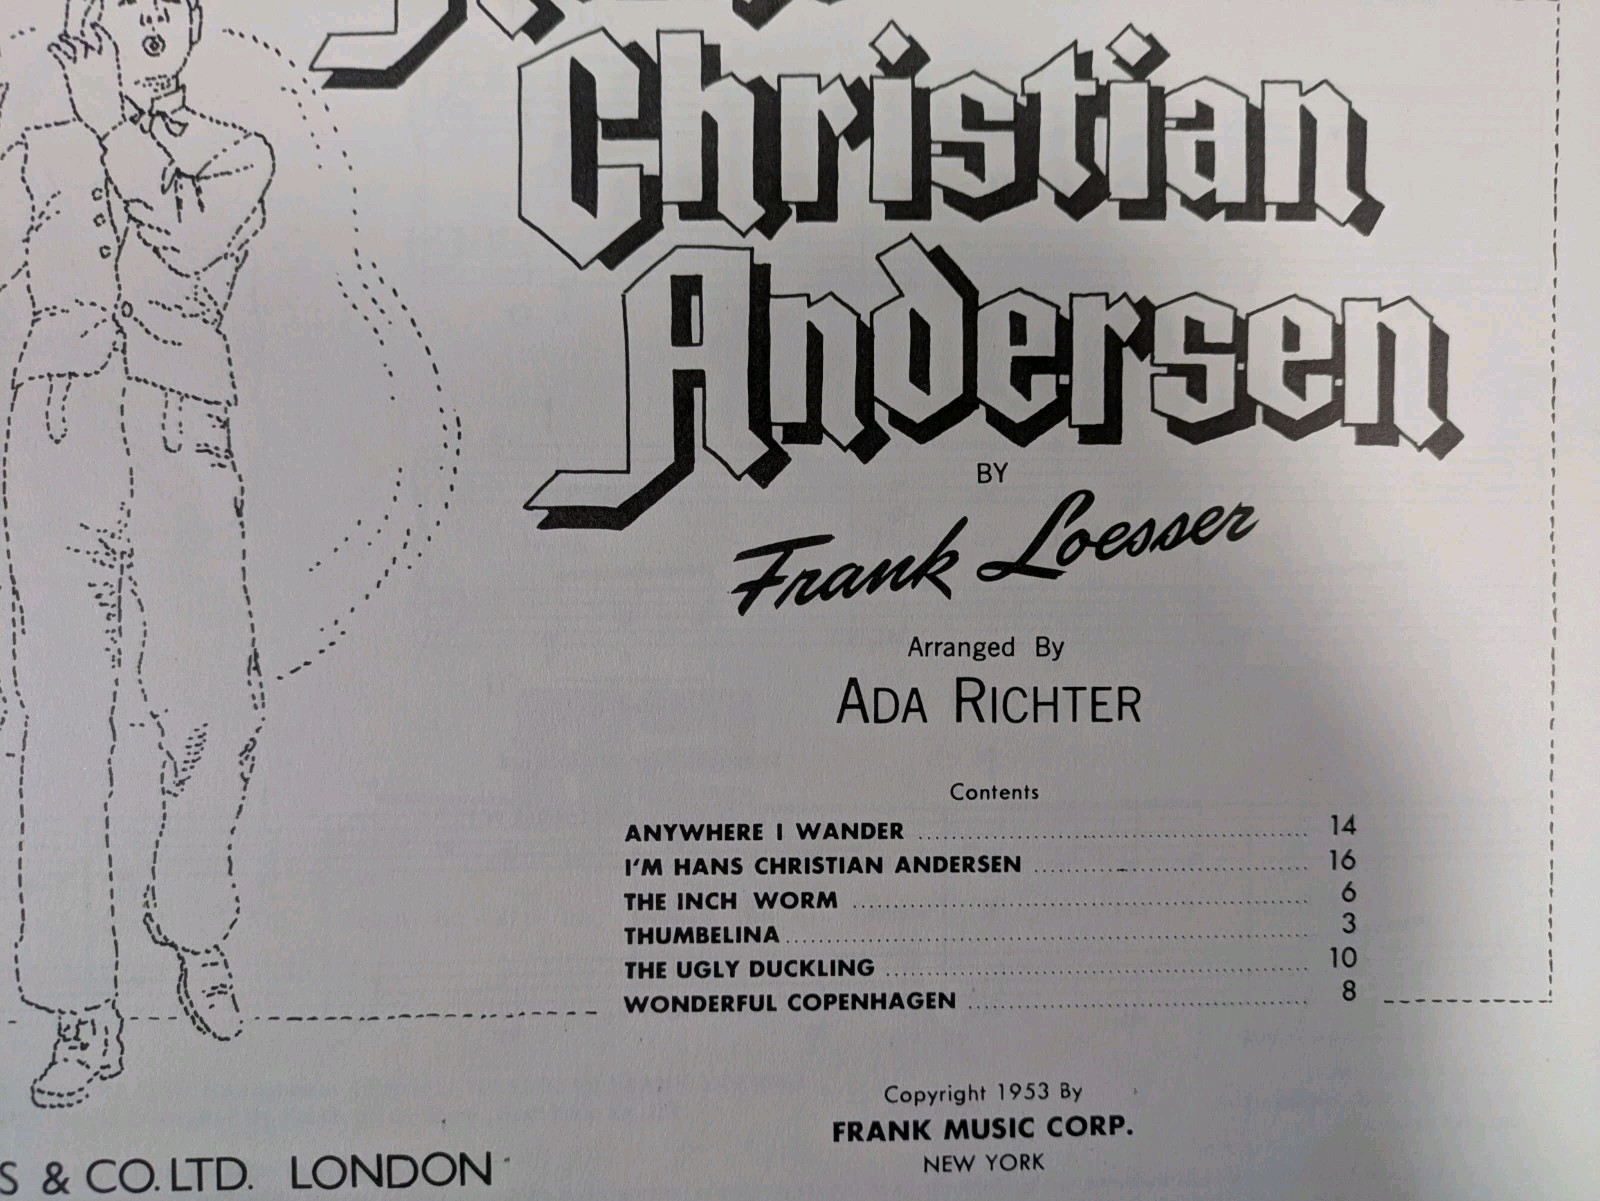 Christian
Andersen
BY
Frank Loesser
Arranged By
ADA RICHTER
Contents
ANYWHERE I WANDER ........ 14
I'M HANS CHRISTIAN ANDERSEN ........ 16
THE INCH WORM ........ 6
THUMBELINA ........ 3
THE UGLY DUCKLING ........ 10
WONDERFUL COPENHAGEN ........ 8
Copyright 1953 By
FRANK MUSIC CORP.
NEW YORK
S & CO. LTD. LONDON